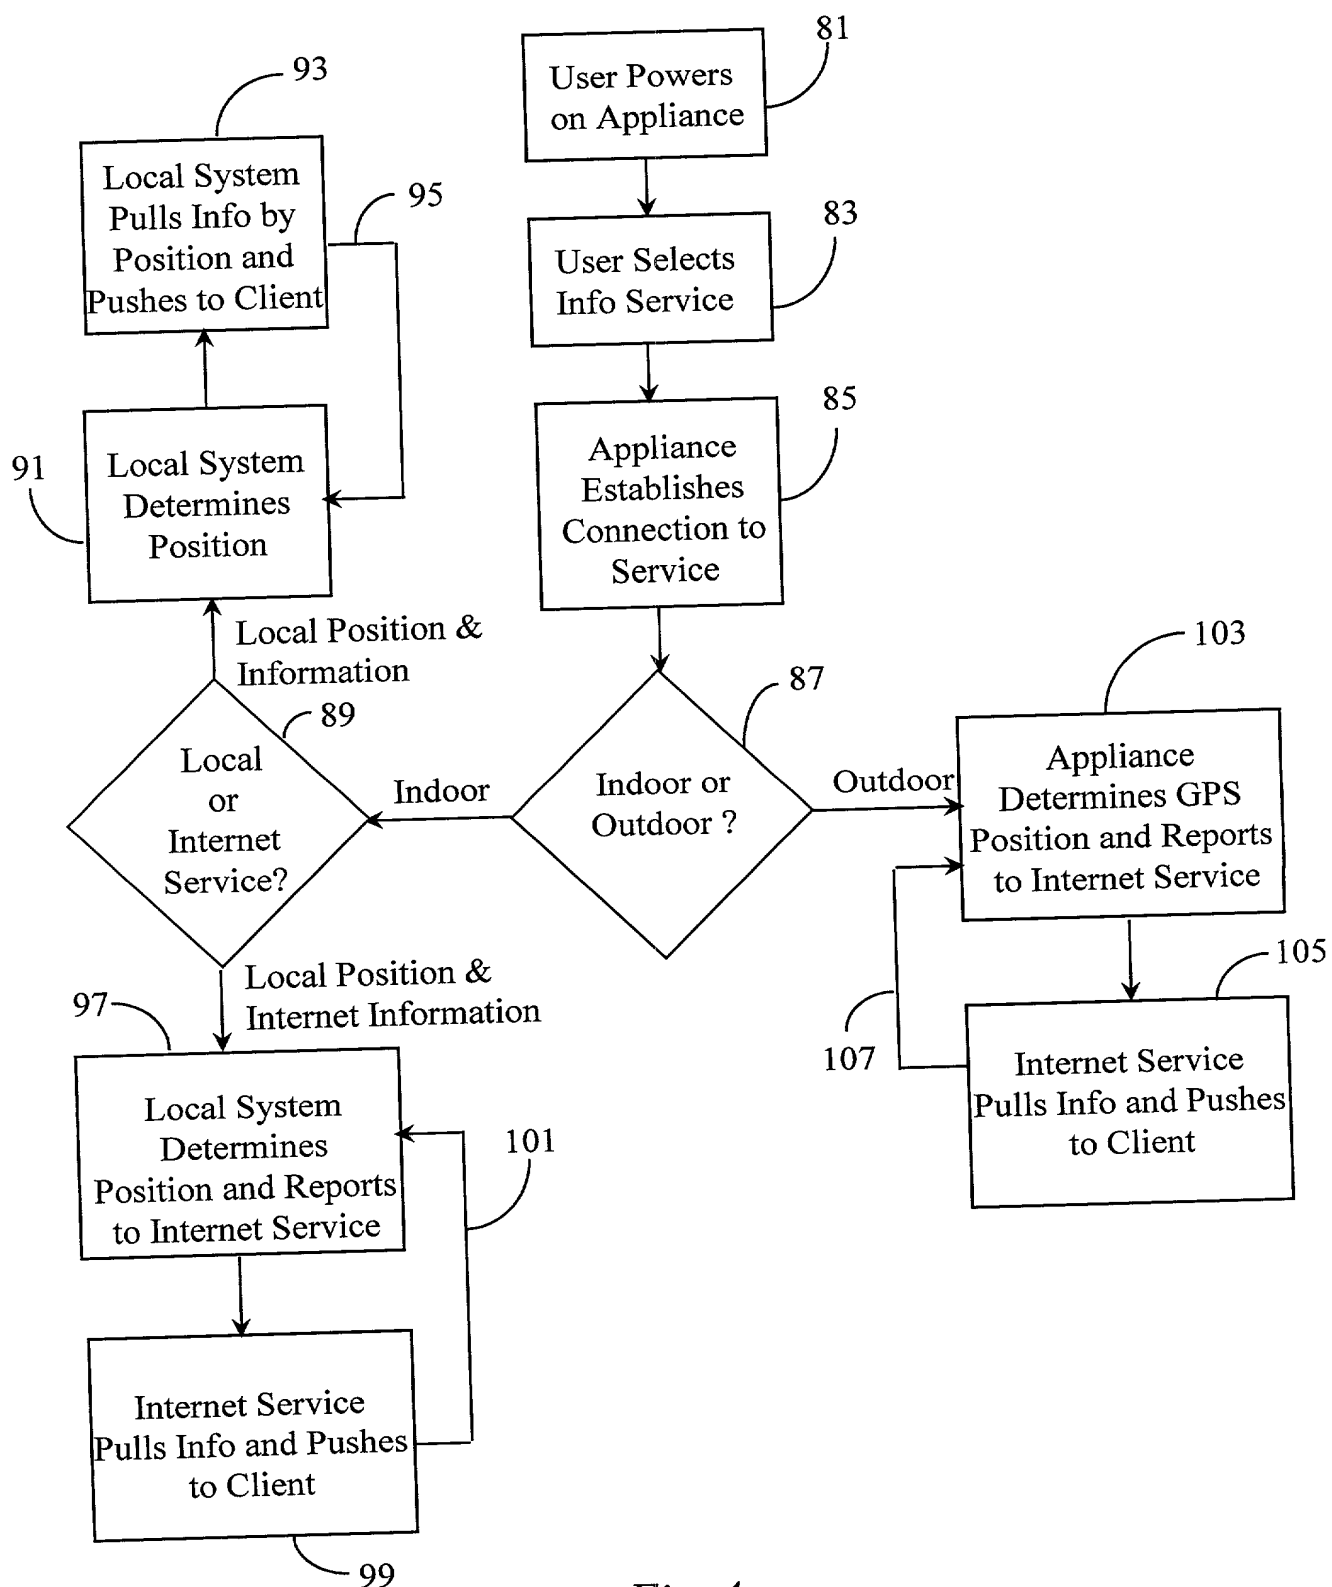 81
User Powers
on Appliance
83
User Selects
Info Service
85
Appliance
Establishes
Connection to
Service
87
Indoor or
Outdoor ?
Indoor
Outdoor
89
Local
or
Internet
Service?
Local Position &
Information
91
Local System
Determines
Position
93
Local System
Pulls Info by
Position and
Pushes to Client
95
Local Position &
Internet Information
97
Local System
Determines
Position and Reports
to Internet Service
101
Internet Service
Pulls Info and Pushes
to Client
99
103
Appliance
Determines GPS
Position and Reports
to Internet Service
105
Internet Service
Pulls Info and Pushes
to Client
107